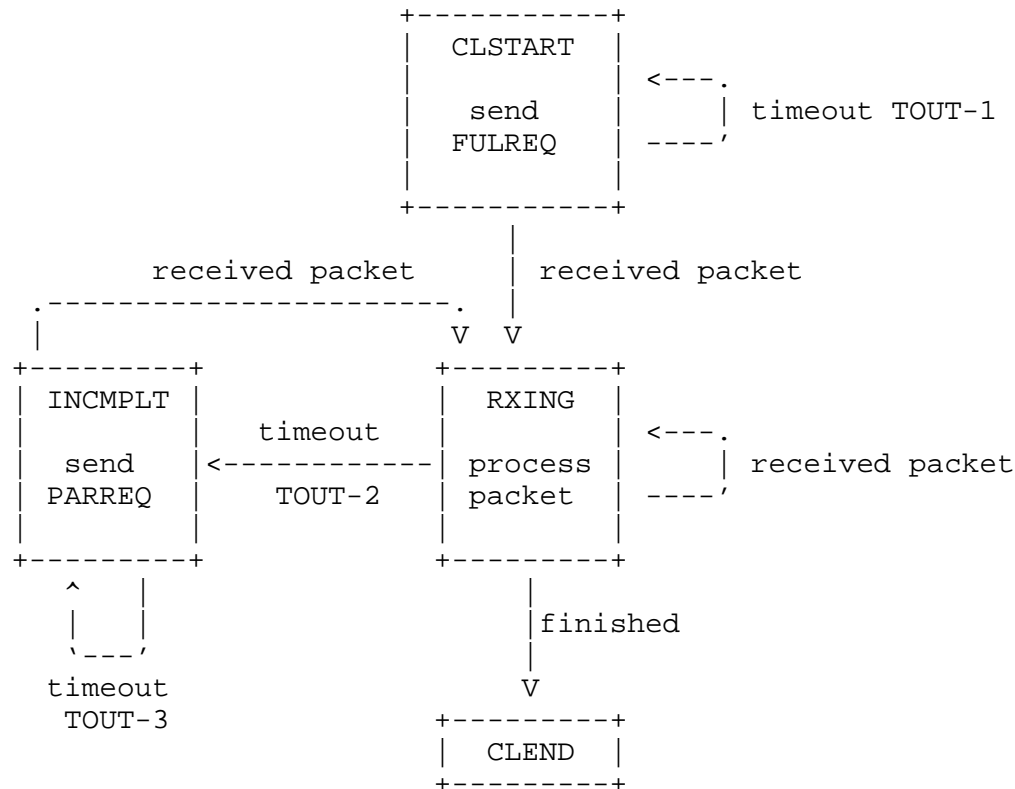 CLSTART
send
FULREQ
timeout TOUT-1
received packet
received packet
INCMPLT
send
PARREQ
timeout
TOUT-2
RXING
process
packet
received packet
finished
timeout
TOUT-3
CLEND